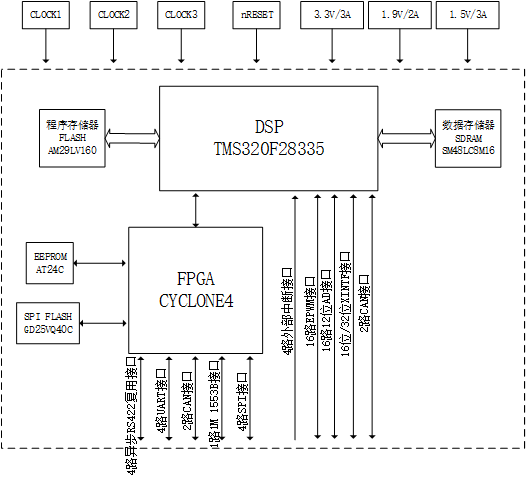 CLOCK1
CLOCK2
CLOCK3
nRESET
3.3V/3A
1.9V/2A
1.5V/3A
程序存储器
FLASH
AM29LV160
DSP
TMS320F28335
数据存储器
SDRAM
SM48LC8M16
EEPROM
AT24C
SPI FLASH
GD25VQ40C
FPGA
CYCLONE4
4路异步RS422复用接口
4路UART接口
2路CAN接口
1路1M 1553B接口
4路SPI接口
4路外部中断接口
16路EPWM接口
16路12位AD接口
16位/32位XINTF接口
2路CAN接口